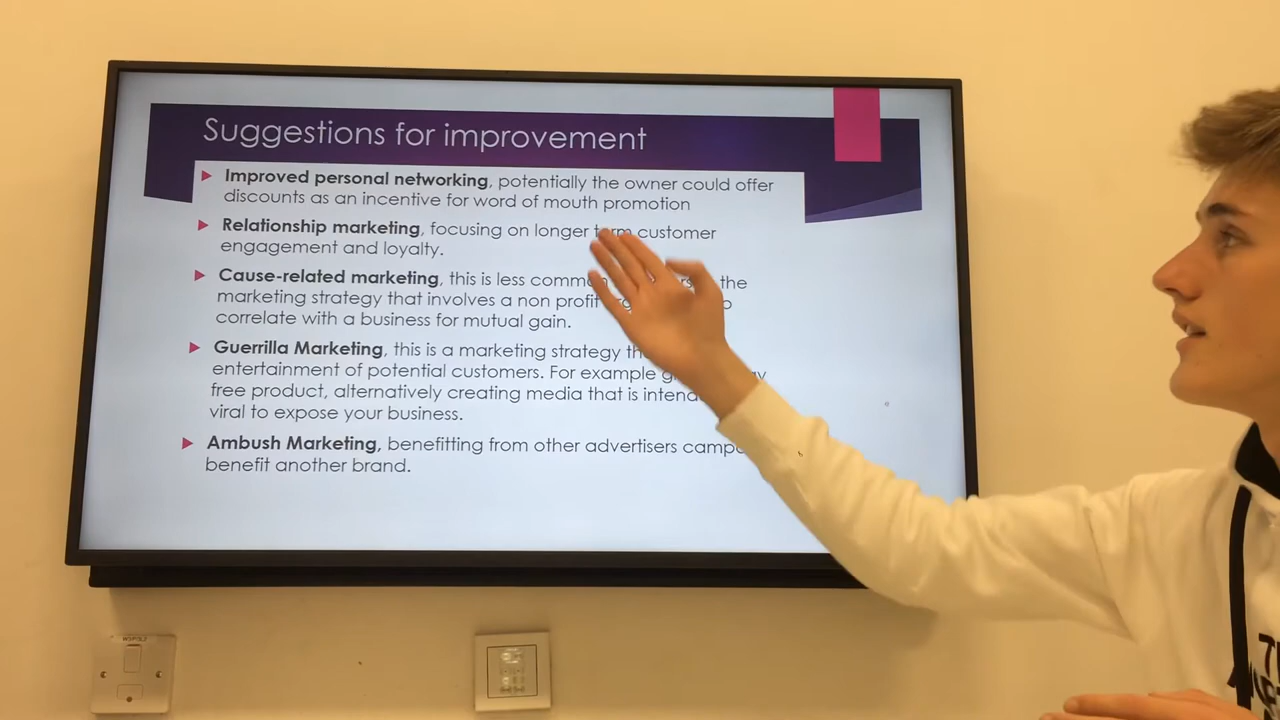 Suggestions for improvement
Improved personal networking, potentially the owner could offer
discounts as an incentive for word of mouth promotion
Relationship marketing, focusing on longer term customer
engagement and loyalty.
Cause-related marketing, this is less the
marketing strategy that involves a non profit
correlate with a business for mutual gain.
Guerrilla Marketing, this is a marketing strategy
entertainment of potential customers. For example
free product, alternatively creating media that is
viral to expose your business.
Ambush Marketing, benefitting from other advertisers
benefit another brand.